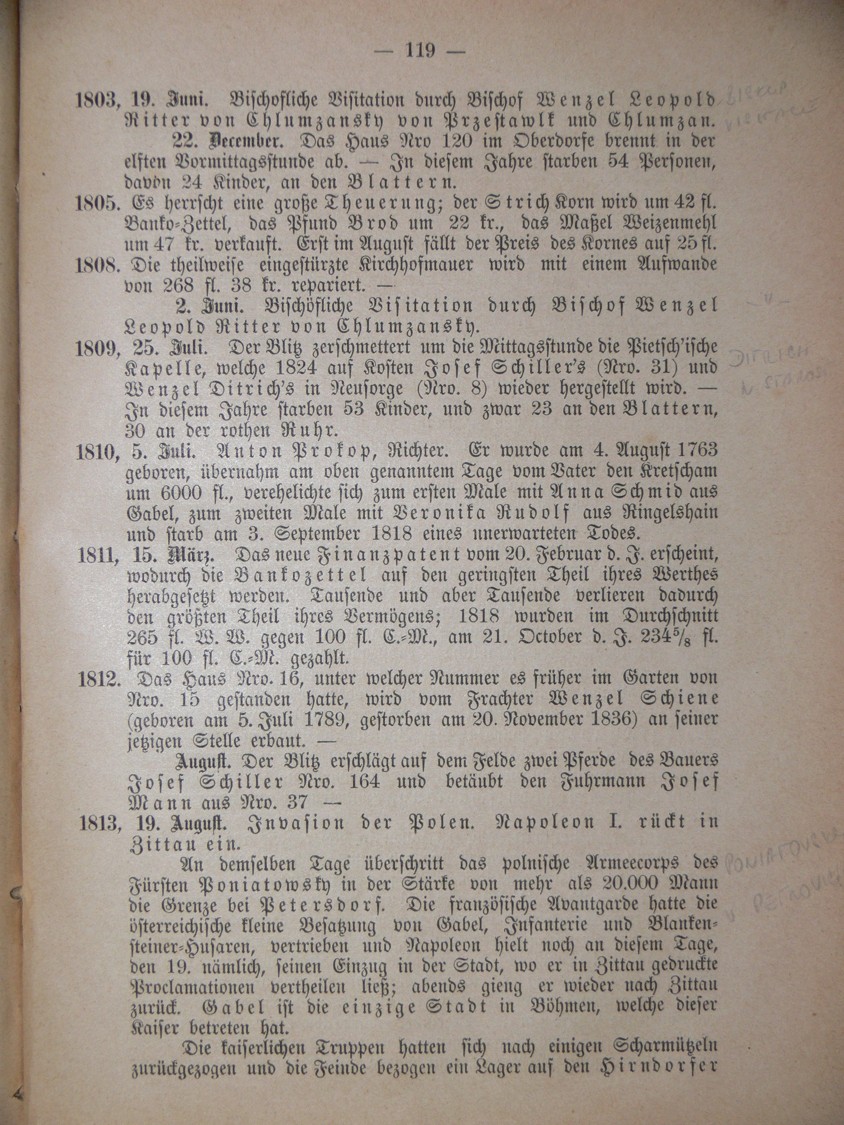 — 119 —
1803, 19. Juni. Bischofliche Visitation durch Bischof Wenzel Leopold
Ritter von Chlumzansky von Przestawlk und Chlumzan.
22. December. Das Haus Nro 120 im Oberdorfe brennt in der
elften Vormittagsstunde ab. — In diesem Jahre starben 54 Personen,
davon 24 Kinder, an den Blattern.
1805. Es herrscht eine große Theuerung; der Strich Korn wird um 42 fl.
Banko-Zettel, das Pfund Brod um 22 kr., das Maßel Weizenmehl
um 47 kr. verkauft. Erst im August fällt der Preis des Kornes auf 25 fl.
1808. Die theilweise eingestürzte Kirchhofmauer wird mit einem Aufwande
von 268 fl. 38 kr. repariert. —
2. Juni. Bischöfliche Visitation durch Bischof Wenzel
Leopold Ritter von Chlumzansky.
1809, 25. Juli. Der Blitz zerschmettert um die Mittagsstunde die Pietsch'ische
Kapelle, welche 1824 auf Kosten Josef Schiller's (Nro. 31) und
Wenzel Ditrich's in Neusorge (Nro. 8) wieder hergestellt wird. —
In diesem Jahre starben 53 Kinder, und zwar 23 an den Blattern,
30 an der rothen Ruhr.
1810, 5. Juli. Anton Prokop, Richter. Er wurde am 4. August 1763
geboren, übernahm am oben genanntem Tage vom Vater den Kretscham
um 6000 fl., verehelichte sich zum ersten Male mit Anna Schmid aus
Gabel, zum zweiten Male mit Veronika Rudolf aus Ringelshain
und starb am 3. September 1818 eines unerwarteten Todes.
1811, 15. März. Das neue Finanzpatent vom 20. Februar d. J. erscheint,
wodurch die Bankozettel auf den geringsten Theil ihres Werthes
herabgesetzt werden. Tausende und aber Tausende verlieren dadurch
den größten Theil ihres Vermögens; 1818 wurden im Durchschnitt
265 fl. W. W. gegen 100 fl. C.-M., am 21. October d. J. 234⁵/₈ fl.
für 100 fl. C.-M. gezahlt.
1812. Das Haus Nro. 16, unter welcher Nummer es früher im Garten von
Nro. 15 gestanden hatte, wird vom Frachter Wenzel Schiene
(geboren am 5. Juli 1789, gestorben am 20. November 1836) an seiner
jetzigen Stelle erbaut. —
August. Der Blitz erschlägt auf dem Felde zwei Pferde des Bauers
Josef Schiller Nro. 164 und betäubt den Fuhrmann Josef
Mann aus Nro. 37 —
1813, 19. August. Invasion der Polen. Napoleon I. rückt in
Zittau ein.
An demselben Tage überschritt das polnische Armeecorps des
Fürsten Poniatowsky in der Stärke von mehr als 20.000 Mann
die Grenze bei Petersdorf. Die französische Avantgarde hatte die
österreichische kleine Besatzung von Gabel, Infanterie und Blanken-
steiner-Husaren, vertrieben und Napoleon hielt noch an diesem Tage,
den 19. nämlich, seinen Einzug in der Stadt, wo er in Zittau gedruckte
Proclamationen vertheilen ließ; abends gieng er wieder nach Zittau
zurück. Gabel ist die einzige Stadt in Böhmen, welche dieser
Kaiser betreten hat.
Die kaiserlichen Truppen hatten sich nach einigen Scharmützeln
zurückgezogen und die Feinde bezogen ein Lager auf den Hirndorfer